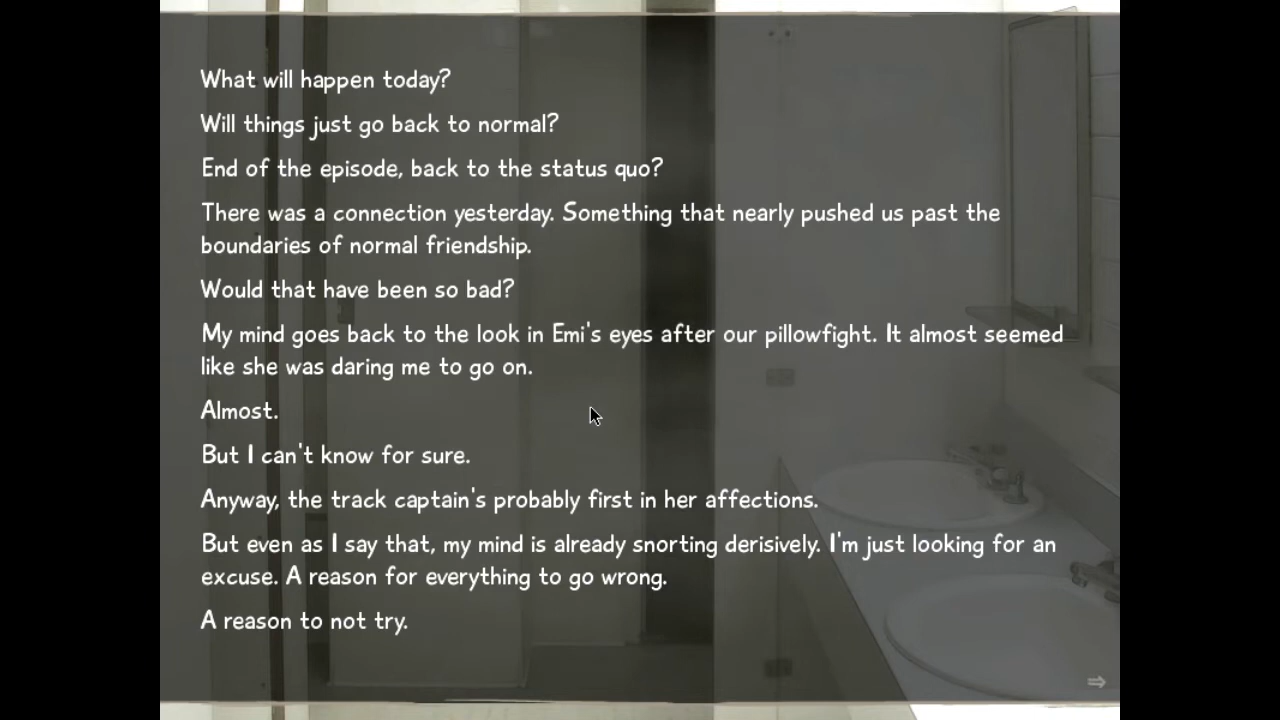 What will happen today?
Will things just go back to normal?
End of the episode, back to the status quo?
There was a connection yesterday. Something that nearly pushed us past the
boundaries of normal friendship.
Would that have been so bad?
My mind goes back to the look in Emi's eyes after our pillowfight. It almost seemed
like she was daring me to go on.
Almost.
But I can't know for sure.
Anyway, the track captain's probably first in her affections.
But even as I say that, my mind is already snorting derisively. I'm just looking for an
excuse. A reason for everything to go wrong.
A reason to not try.